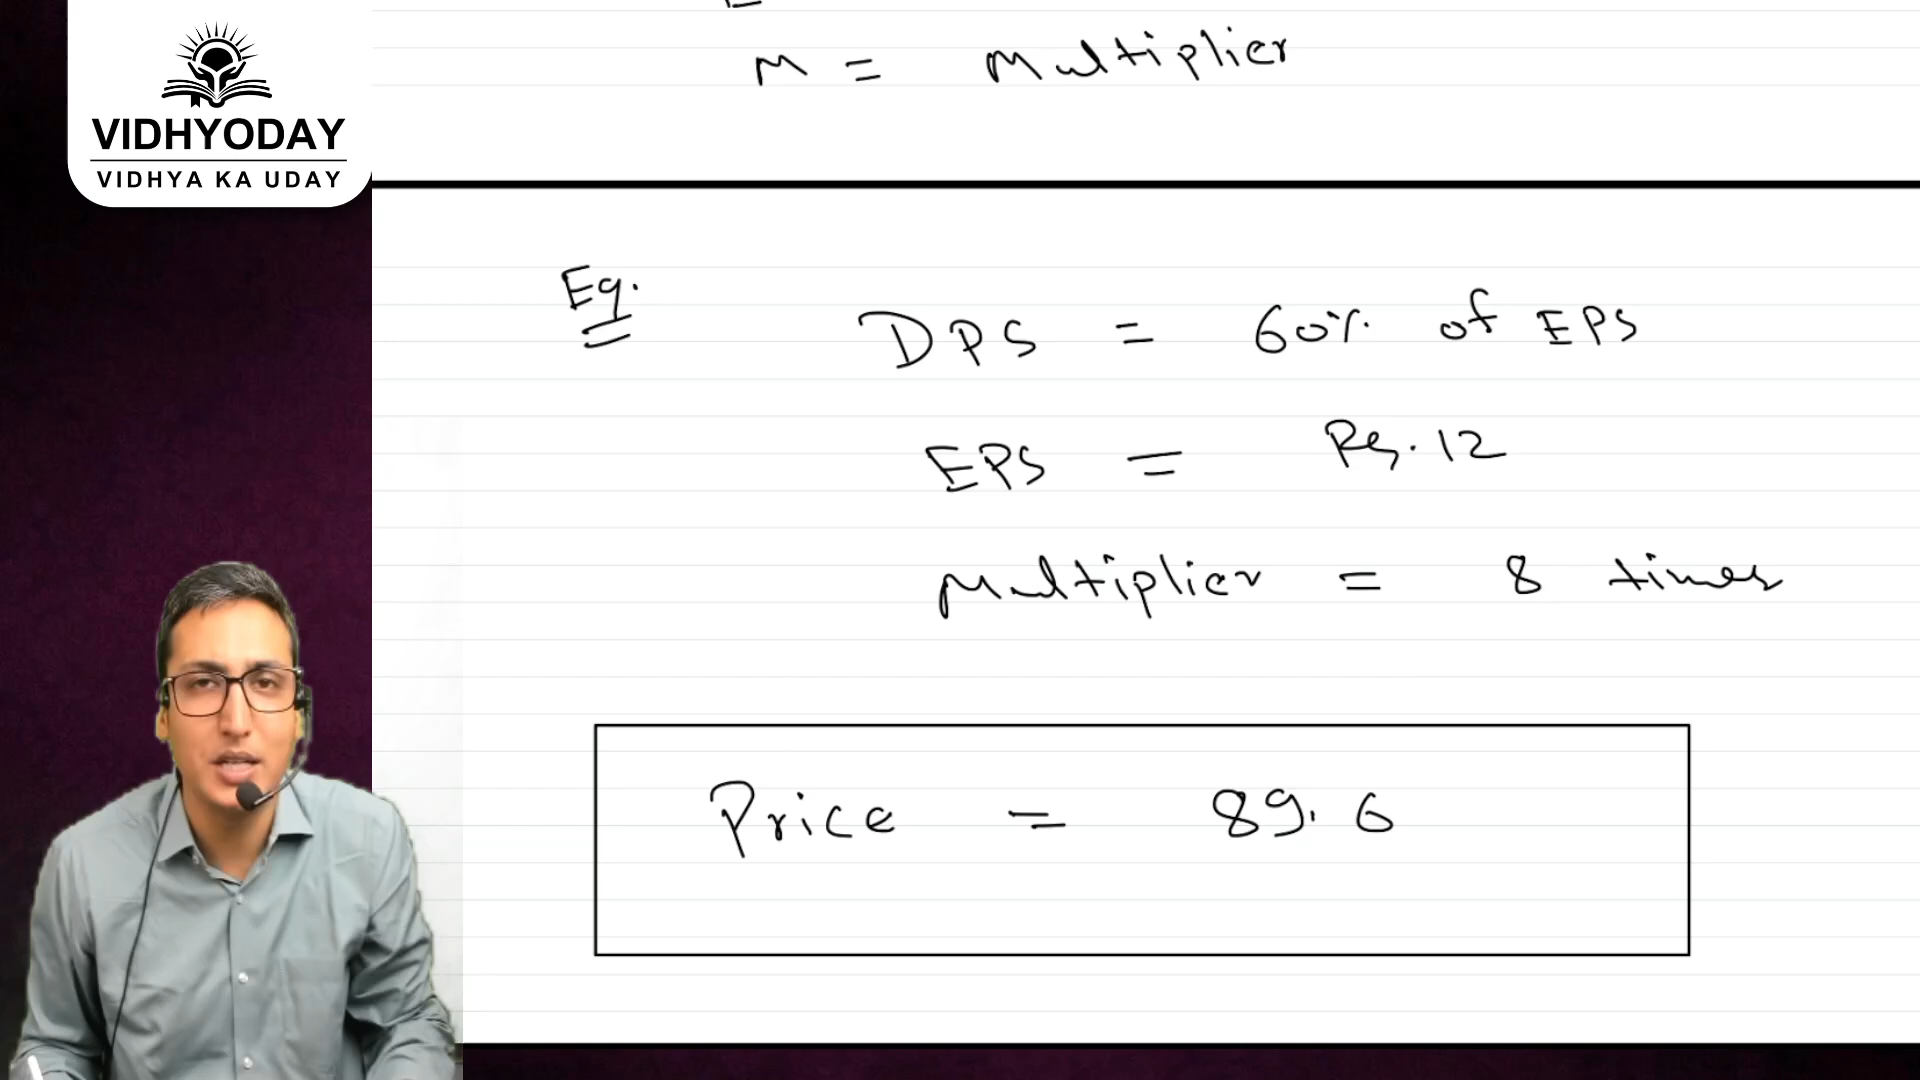 M = Multiplier
VIDHYODAY
VIDHYA KA UDAY
Eg.
DPS = 60% of EPS
EPS = Rs. 12
Multiplier = 8 times
Price = 89.6